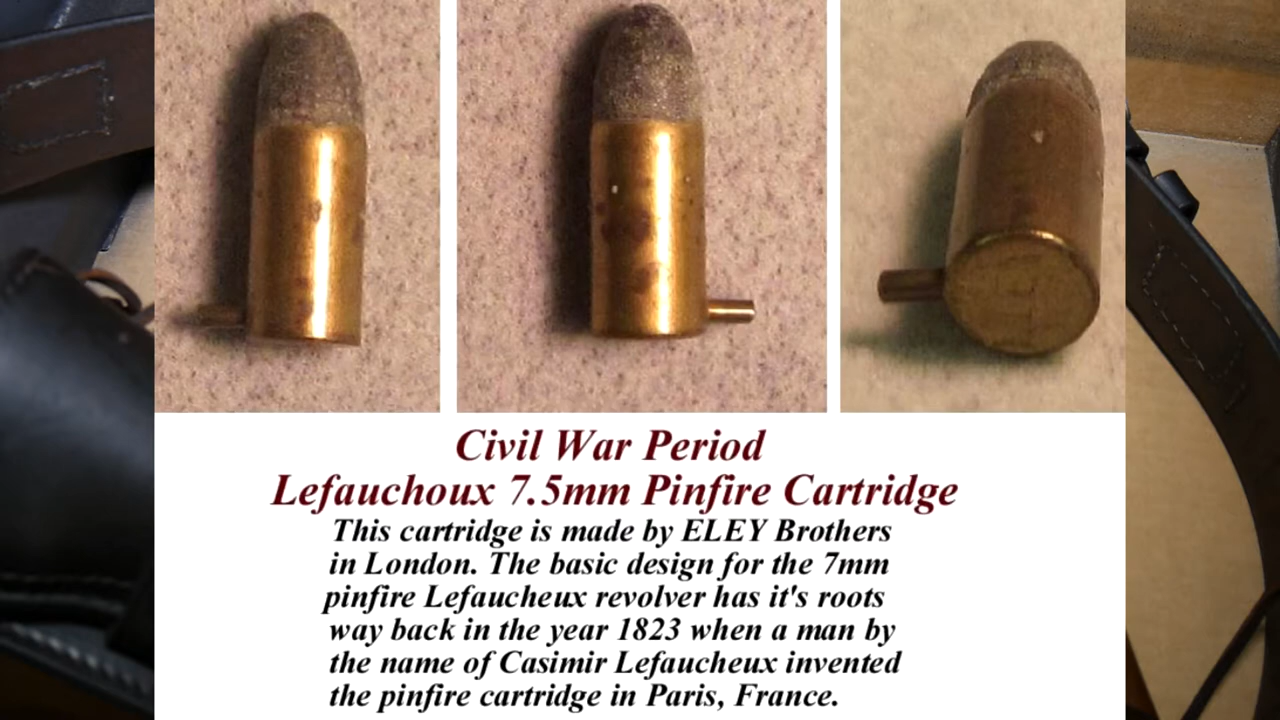 Civil War Period
Lefauchoux 7.5mm Pinfire Cartridge
This cartridge is made by ELEY Brothers
in London. The basic design for the 7mm
pinfire Lefaucheux revolver has it's roots
way back in the year 1823 when a man by
the name of Casimir Lefaucheux invented
the pinfire cartridge in Paris, France.